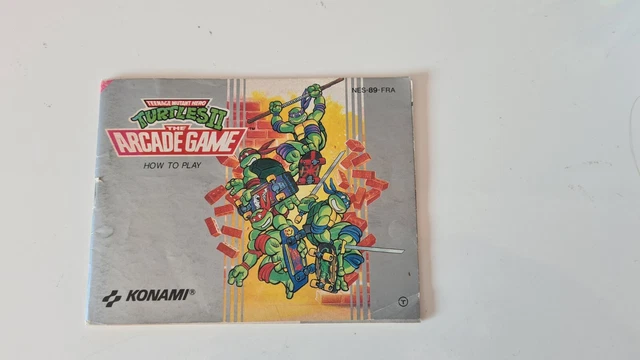 NES-89-FRA
TEENAGE MUTANT HERO
TURTLES II
THE
ARCADE GAME
HOW TO PLAY
KONAMI®
T